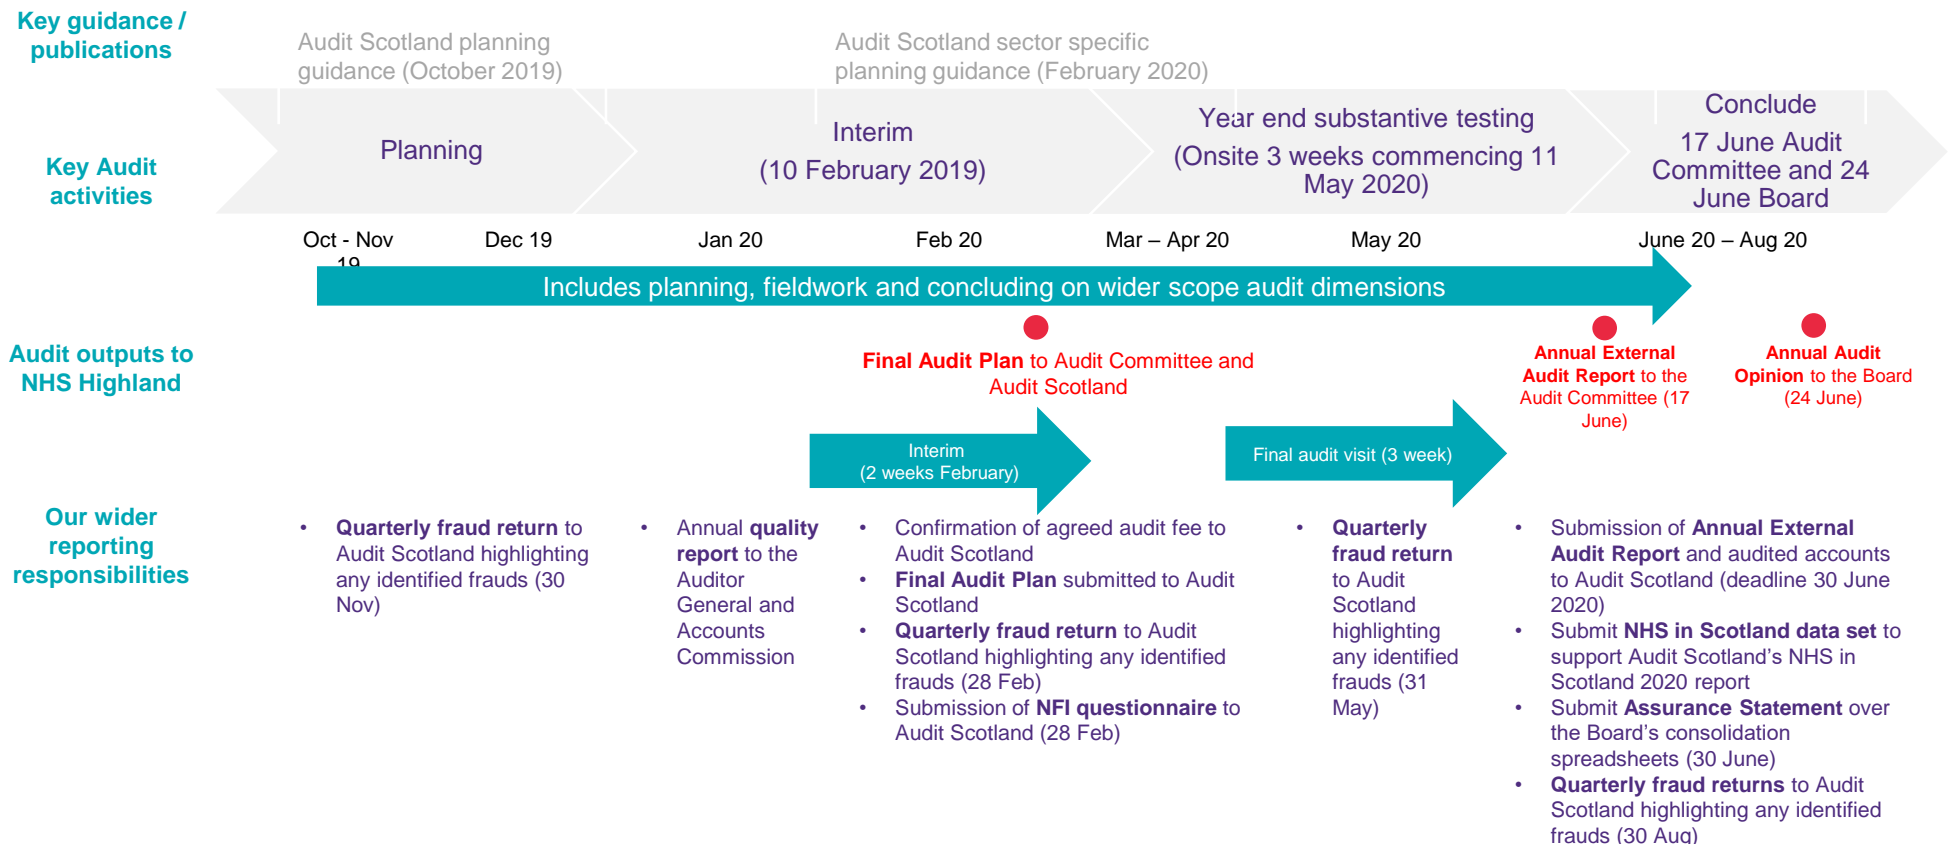 Key guidance /
publications
Audit Scotland planning
guidance (October 2019)
Audit Scotland sector specific
planning guidance (February 2020)
Key Audit
activities
Planning
Interim
(10 February 2019)
Year end substantive testing
(Onsite 3 weeks commencing 11
May 2020)
Conclude
17 June Audit
Committee and 24
June Board
Oct - Nov
19
Dec 19
Jan 20
Feb 20
Mar – Apr 20
May 20
June 20 – Aug 20
Includes planning, fieldwork and concluding on wider scope audit dimensions
Audit outputs to
NHS Highland
Final Audit Plan to Audit Committee and
Audit Scotland
Annual External
Audit Report to the
Audit Committee (17
June)
Annual Audit
Opinion to the Board
(24 June)
Interim
(2 weeks February)
Final audit visit (3 week)
Our wider
reporting
responsibilities
• Quarterly fraud return to
Audit Scotland highlighting
any identified frauds (30
Nov)
• Annual quality
report to the
Auditor
General and
Accounts
Commission
• Confirmation of agreed audit fee to
Audit Scotland
• Final Audit Plan submitted to Audit
Scotland
• Quarterly fraud return to Audit
Scotland highlighting any identified
frauds (28 Feb)
• Submission of NFI questionnaire to
Audit Scotland (28 Feb)
• Quarterly
fraud return
to Audit
Scotland
highlighting
any identified
frauds (31
May)
• Submission of Annual External
Audit Report and audited accounts
to Audit Scotland (deadline 30 June
2020)
• Submit NHS in Scotland data set to
support Audit Scotland's NHS in
Scotland 2020 report
• Submit Assurance Statement over
the Board's consolidation
spreadsheets (30 June)
• Quarterly fraud returns to Audit
Scotland highlighting any identified
frauds (30 Aug)